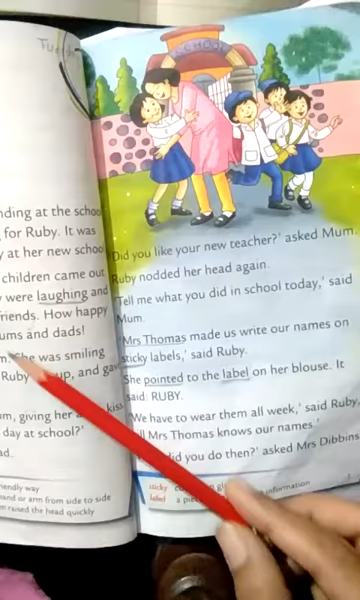 nding at the school
for Ruby. It was
y at her new school
children came out
were laughing and
friends. How happy
ums and dads!
She was smiling
Ruby up, and gave
um, giving her a kiss
day at school?'
ad.
iendly way
hand or arm from side to side
raised the head quickly
SCHOOL
Did you like your new teacher?' asked Mum.
Ruby nodded her head again.
'Tell me what you did in school today,' said
Mum.
'Mrs Thomas made us write our names on
sticky labels,' said Ruby.
She pointed to the label on her blouse. It
said: RUBY.
'We have to wear them all week,' said Ruby,
Mrs Thomas knows our names.'
did you do then?' asked Mrs Dibbins
sticky
label a pie information